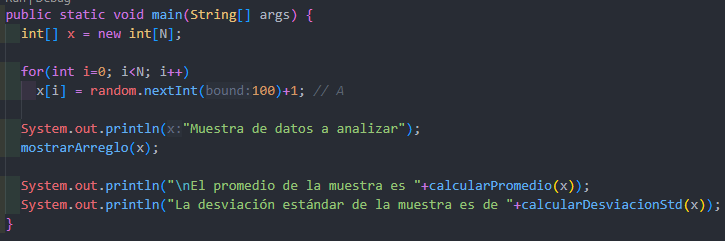 Run | Debug
public static void main(String[] args) {
int[] x = new int[N];
for(int i=0; i<N; i++)
x[i] = random.nextInt(bound:100)+1; // A
System.out.println(x:"Muestra de datos a analizar");
mostrarArreglo(x);
System.out.println("\nEl promedio de la muestra es "+calcularPromedio(x));
System.out.println("La desviación estándar de la muestra es de "+calcularDesviacionStd(x));
}